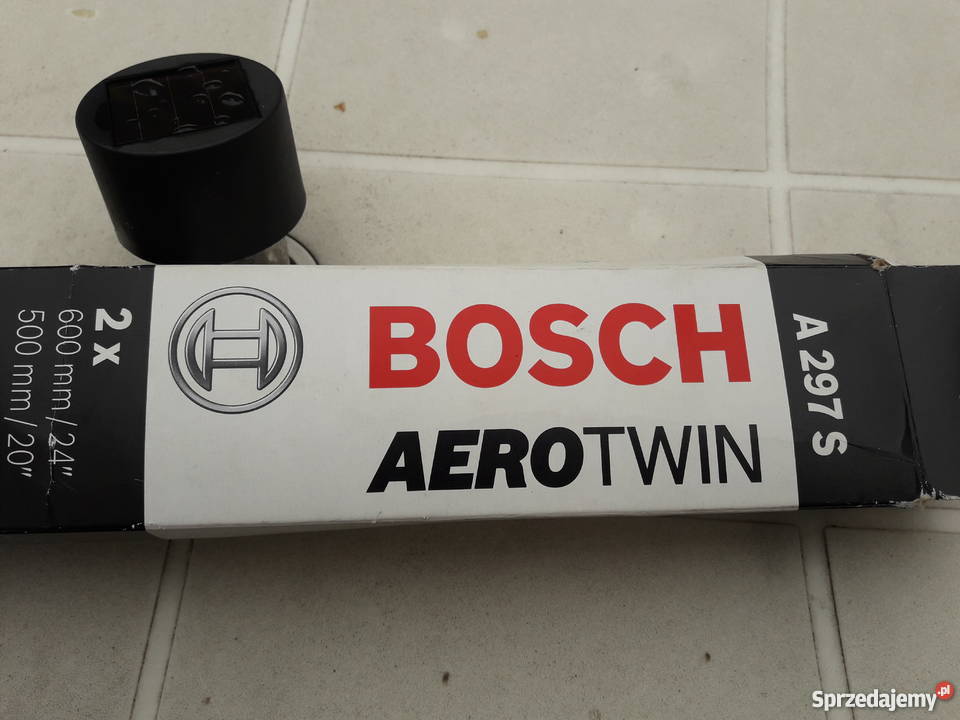 2 x
600 mm / 24"
500 mm / 20"
BOSCH
AEROTWIN
A 297 S
Sprzedajemy.pl